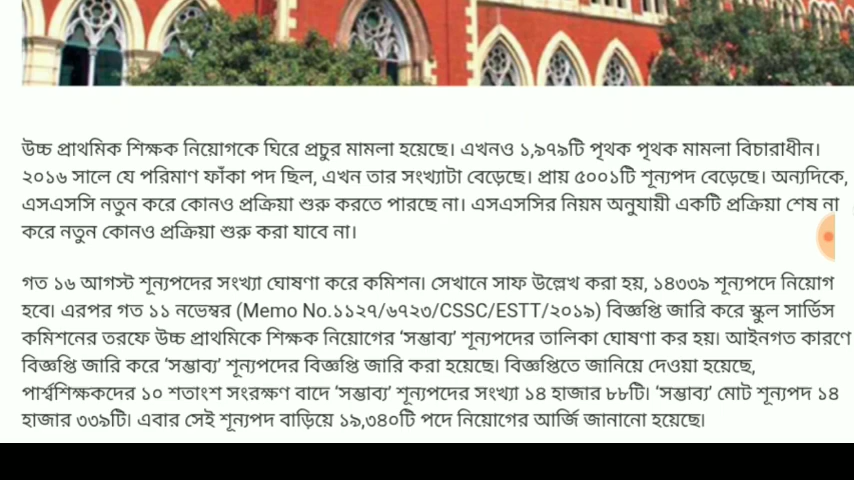 উচ্চ প্রাথমিক শিক্ষক নিয়োগকে ঘিরে প্রচুর মামলা হয়েছে। এখনও ১,৯৭৯টি পৃথক পৃথক মামলা বিচারাধীন।
২০১৬ সালে যে পরিমাণ ফাঁকা পদ ছিল, এখন তার সংখ্যাটা বেড়েছে। প্রায় ৫০০১টি শূন্যপদ বেড়েছে। অন্যদিকে,
এসএসসি নতুন করে কোনও প্রক্রিয়া শুরু করতে পারছে না। এসএসসির নিয়ম অনুযায়ী একটি প্রক্রিয়া শেষ না
করে নতুন কোনও প্রক্রিয়া শুরু করা যাবে না।
গত ১৬ আগস্ট শূন্যপদের সংখ্যা ঘোষণা করে কমিশন। সেখানে সাফ উল্লেখ করা হয়, ১৪৩৩৯ শূন্যপদে নিয়োগ
হবে। এরপর গত ১১ নভেম্বর (Memo No.১১২৭/৬৭২৩/CSSC/ESTT/২০১৯) বিজ্ঞপ্তি জারি করে স্কুল সার্ভিস
কমিশনের তরফে উচ্চ প্রাথমিকে শিক্ষক নিয়োগের ‘সম্ভাব্য’ শূন্যপদের তালিকা ঘোষণা কর হয়। আইনগত কারণে
বিজ্ঞপ্তি জারি করে ‘সম্ভাব্য’ শূন্যপদের বিজ্ঞপ্তি জারি করা হয়েছে। বিজ্ঞপ্তিতে জানিয়ে দেওয়া হয়েছে,
পার্শ্বশিক্ষকদের ১০ শতাংশ সংরক্ষণ বাদে ‘সম্ভাব্য’ শূন্যপদের সংখ্যা ১৪ হাজার ৮৮টি। ‘সম্ভাব্য’ মোট শূন্যপদ ১৪
হাজার ৩৩৯টি। এবার সেই শূন্যপদ বাড়িয়ে ১৯,৩৪০টি পদে নিয়োগের আর্জি জানানো হয়েছে।